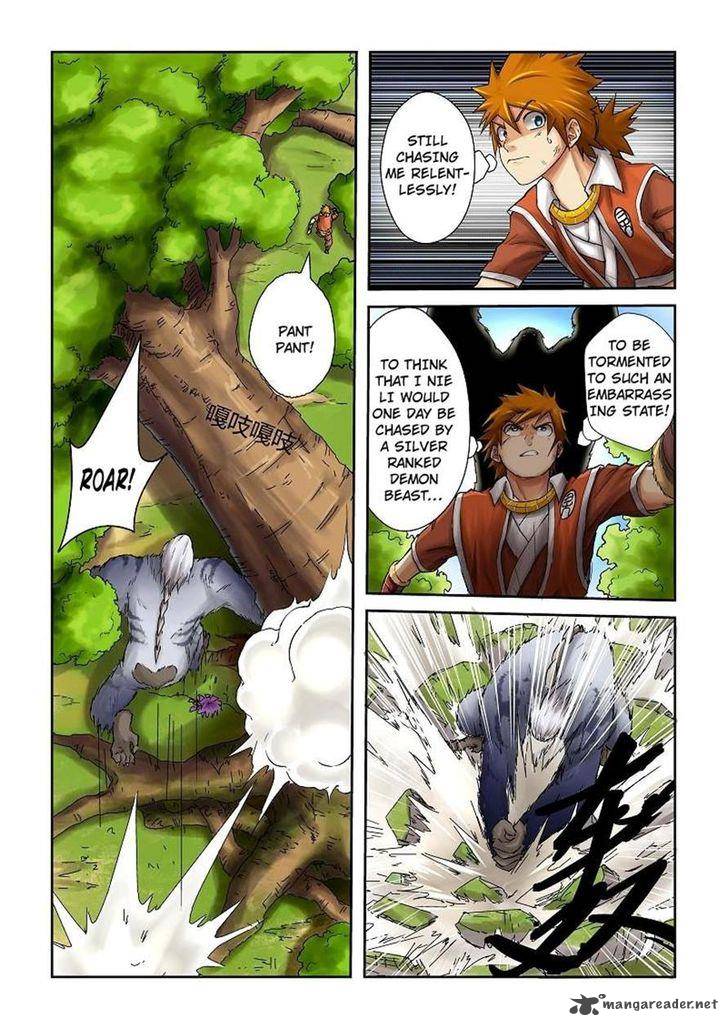 PANT
PANT!
嘎吱嘎吱
ROAR!
STILL
CHASING
ME RELENT-
LESSLY!
TO THINK
THAT I NIE
LI WOULD
ONE DAY BE
CHASED BY
A SILVER
RANKED
DEMON
BEAST...
TO BE
TORMENTED
TO SUCH AN
EMBARRASS
ING STATE!
mangareader.net